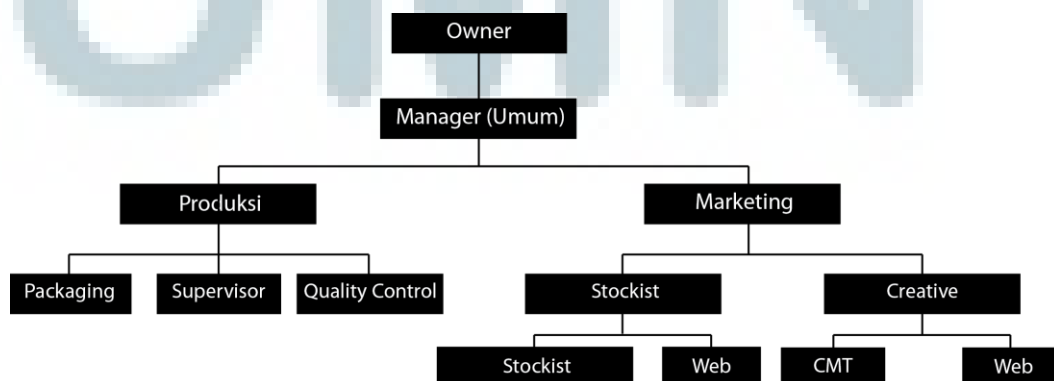 Owner
Manager (Umum)
Produksi
Marketing
Packaging
Supervisor
Quality Control
Stockist
Creative
Stockist
Web
CMT
Web